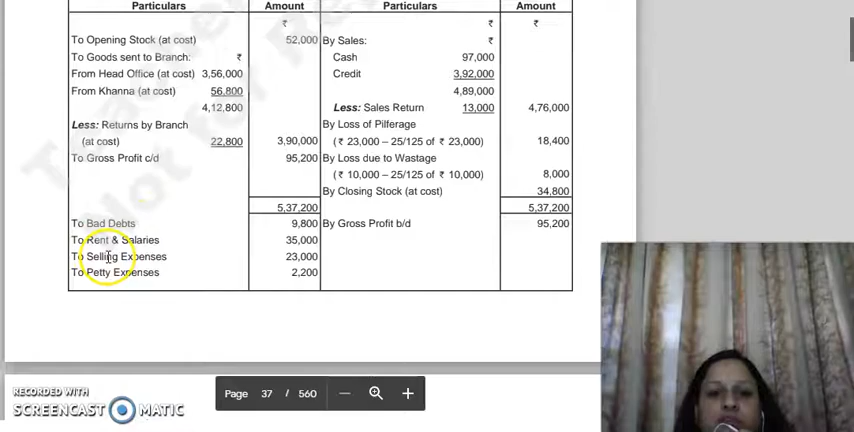 Particulars Amount Particulars Amount
₹ ₹ ₹
To Opening Stock (at cost) 52,000 By Sales: ₹
To Goods sent to Branch: ₹ Cash 97,000
From Head Office (at cost) 3,56,000 Credit 3,92,000
From Khanna (at cost) 56,800 4,89,000
4,12,800 Less: Sales Return 13,000 4,76,000
Less: Returns by Branch By Loss of Pilferage
(at cost) 22,800 3,90,000 (₹ 23,000 – 25/125 of ₹ 23,000) 18,400
To Gross Profit c/d 95,200 By Loss due to Wastage
(₹ 10,000 – 25/125 of ₹ 10,000) 8,000
By Closing Stock (at cost) 34,800
5,37,200 5,37,200
To Bad Debts 9,800 By Gross Profit b/d 95,200
To Rent & Salaries 35,000
To Selling Expenses 23,000
To Petty Expenses 2,200
Page 37 / 560
RECORDED WITH
SCREENCAST MATIC